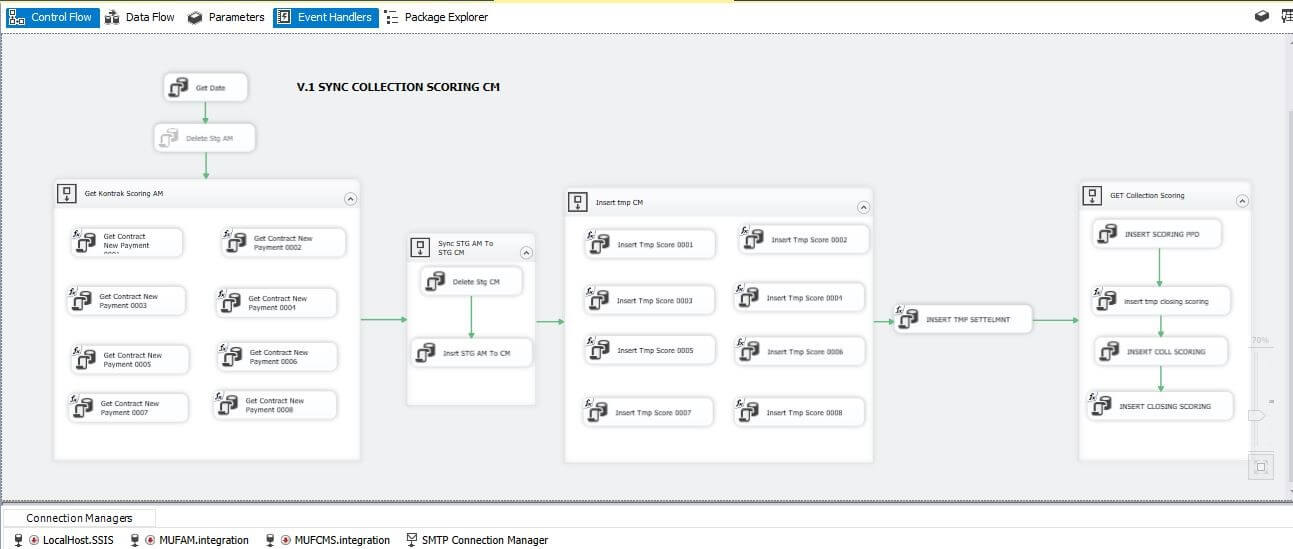 Control Flow
Data Flow
Parameters
Event Handlers
Package Explorer
V.1 SYNC COLLECTION SCORING CM
Get Date
Delete Stg AM
Get Kontrak Scoring AM
Get Contract
New Payment
0001
Get Contract New
Payment 0002
Get Contract New
Payment 0003
Get Contract New
Payment 0004
Get Contract New
Payment 0005
Get Contract New
Payment 0006
Get Contract New
Payment 0007
Get Contract New
Payment 0008
Sync STG AM To
STG CM
Delete Stg CM
Insrt STG AM To CM
Insert tmp CM
Insert Tmp Score 0001
Insert Tmp Score 0002
Insert Tmp Score 0003
Insert Tmp Score 0004
Insert Tmp Score 0005
Insert Tmp Score 0006
Insert Tmp Score 0007
Insert Tmp Score 0008
INSERT TMP SETTELMNT
GET Collection Scoring
INSERT SCORING PPD
insert tmp closing scoring
INSERT COLL SCORING
INSERT CLOSING SCORING
70%
Connection Managers
LocalHost.SSIS
MUFAM.integration
MUFCMS.integration
SMTP Connection Manager